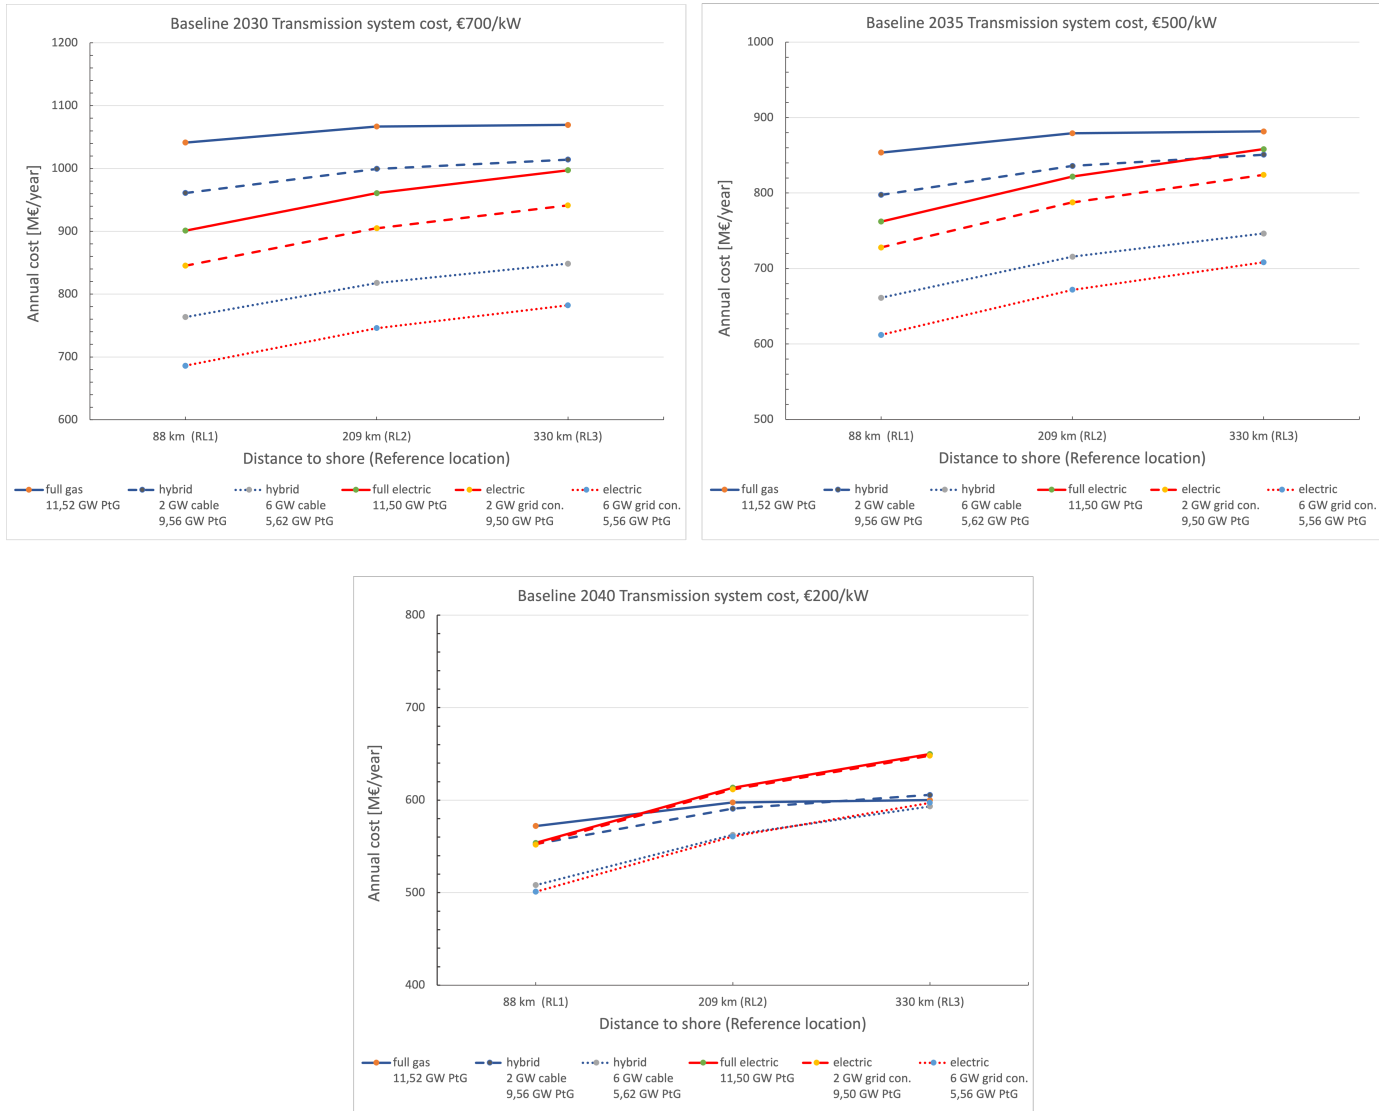 Baseline 2030 Transmission system cost, €700/kW
1200
1100
1000
900
800
700
600
Annual cost [M€/year]
88 km  (RL1)
209 km (RL2)
330 km (RL3)
Distance to shore (Reference location)
full gas
11,52 GW PtG
hybrid
2 GW cable
9,56 GW PtG
hybrid
6 GW cable
5,62 GW PtG
full electric
11,50 GW PtG
electric
2 GW grid con.
9,50 GW PtG
electric
6 GW grid con.
5,56 GW PtG
Baseline 2035 Transmission system cost, €500/kW
1000
900
800
700
600
500
Annual cost [M€/year]
88 km  (RL1)
209 km (RL2)
330 km (RL3)
Distance to shore (Reference location)
full gas
11,52 GW PtG
hybrid
2 GW cable
9,56 GW PtG
hybrid
6 GW cable
5,62 GW PtG
full electric
11,50 GW PtG
electric
2 GW grid con.
9,50 GW PtG
electric
6 GW grid con.
5,56 GW PtG
Baseline 2040 Transmission system cost, €200/kW
800
700
600
500
400
Annual cost [M€/year]
88 km  (RL1)
209 km (RL2)
330 km (RL3)
Distance to shore (Reference location)
full gas
11,52 GW PtG
hybrid
2 GW cable
9,56 GW PtG
hybrid
6 GW cable
5,62 GW PtG
full electric
11,50 GW PtG
electric
2 GW grid con.
9,50 GW PtG
electric
6 GW grid con.
5,56 GW PtG